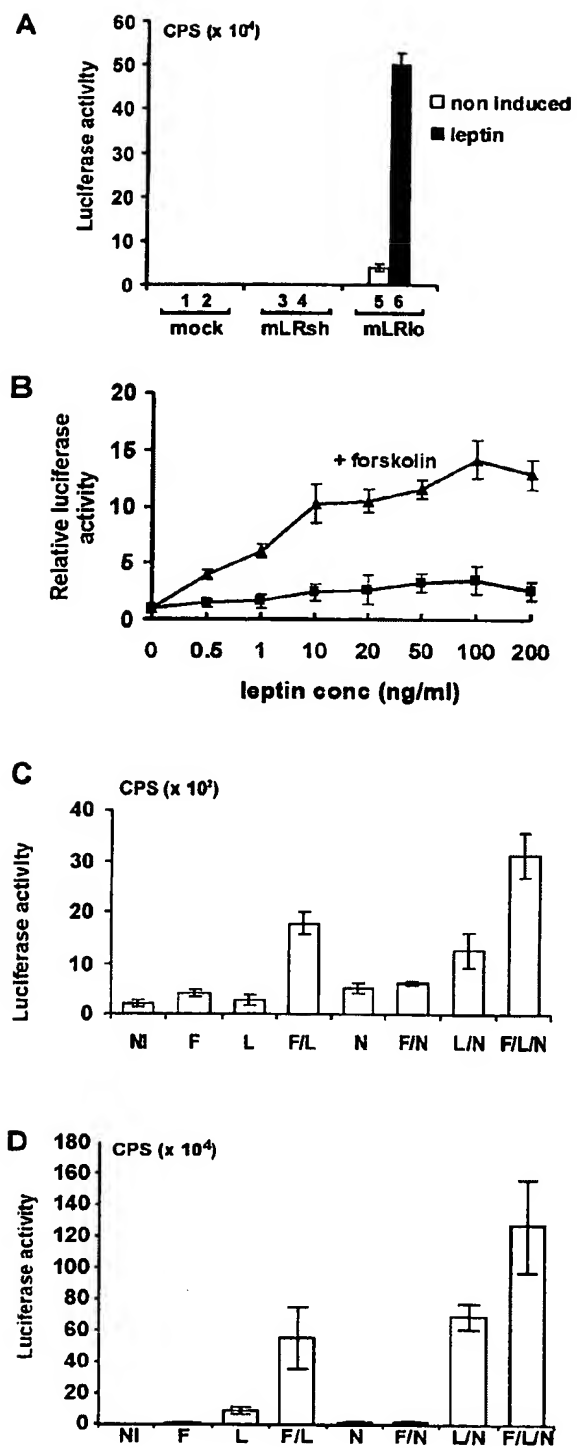 A
CPS (x 10⁴)
Luciferase activity
60
50
40
30
20
10
0
non induced
leptin
1 2
3 4
5 6
mock
mLRsh
mLRlo
B
Relative luciferase
activity
20
15
10
5
0
+ forskolin
0 0.5 1 10 20 50 100 200
leptin conc (ng/ml)
C
CPS (x 10²)
Luciferase activity
40
30
20
10
0
NI F L F/L N F/N L/N F/L/N
D
CPS (x 10⁴)
Luciferase activity
180
160
140
120
100
80
60
40
20
0
NI F L F/L N F/N L/N F/L/N